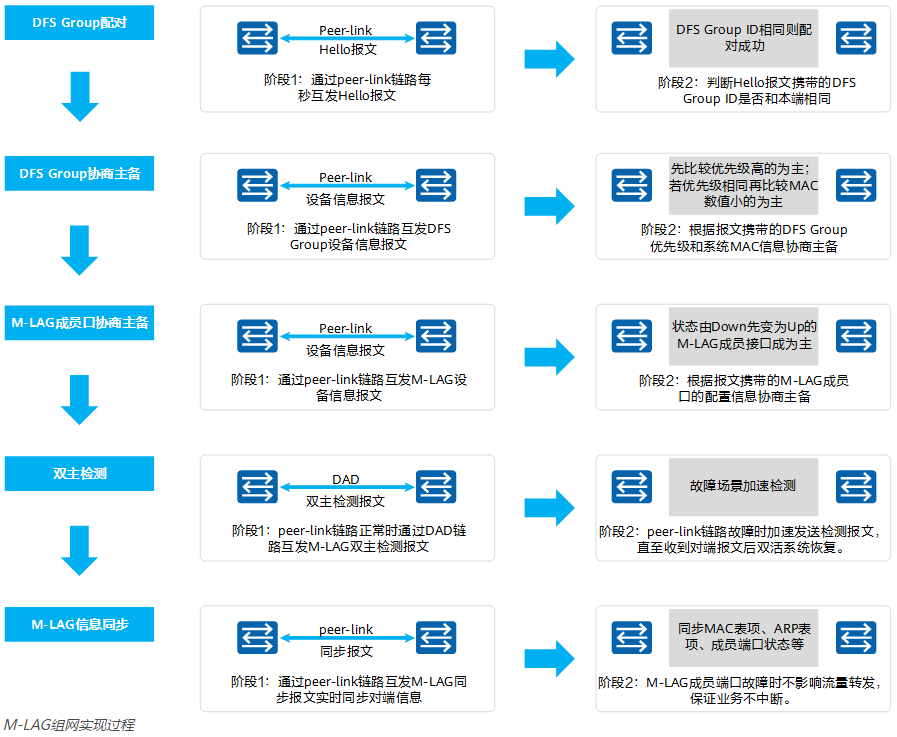 DFS Group配对
Peer-link
Hello报文
阶段1：通过peer-link链路每
秒互发Hello报文
DFS Group ID相同则配
对成功
阶段2：判断Hello报文携带的DFS
Group ID是否和本端相同
DFS Group协商主备
Peer-link
设备信息报文
阶段1：通过peer-link链路互发DFS
Group设备信息报文
先比较优先级高的为主；
若优先级相同再比较MAC
数值小的为主
阶段2：根据报文携带的DFS Group
优先级和系统MAC信息协商主备
M-LAG成员口协商主备
Peer-link
设备信息报文
阶段1：通过peer-link链路互发M-LAG设
备信息报文
状态由Down先变为Up的
M-LAG成员接口成为主
阶段2：根据报文携带的M-LAG成员
口的配置信息协商主备
双主检测
DAD
双主检测报文
阶段1：peer-link链路正常时通过DAD链
路互发M-LAG双主检测报文
故障场景加速检测
阶段2：peer-link链路故障时加速发送检测报文，
直至收到对端报文后双活系统恢复。
M-LAG信息同步
peer-link
同步报文
阶段1：通过peer-link链路互发M-LAG同
步报文实时同步对端信息
同步MAC表项、ARP表
项、成员端口状态等
阶段2：M-LAG成员端口故障时不影响流量转发，
保证业务不中断。
M-LAG组网实现过程